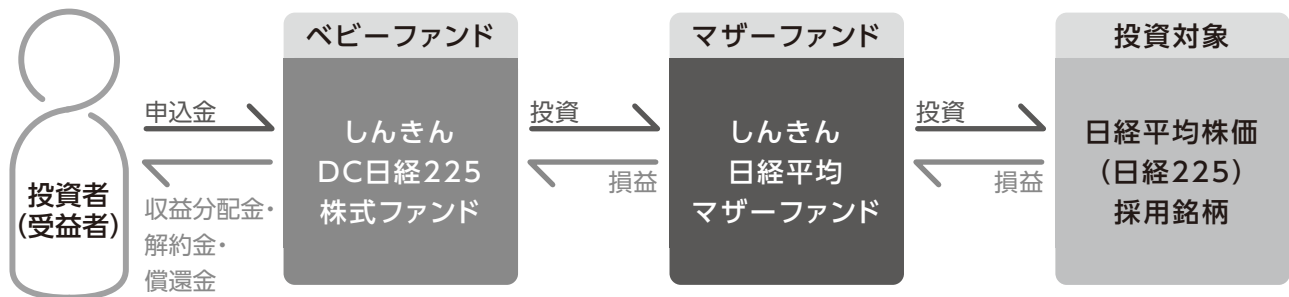 投資者
(受益者)
申込金
収益分配金・
解約金・
償還金
ベビーファンド
しんきん
DC日経225
株式ファンド
投資
損益
マザーファンド
しんきん
日経平均
マザーファンド
投資
損益
投資対象
日経平均株価
(日経225)
採用銘柄